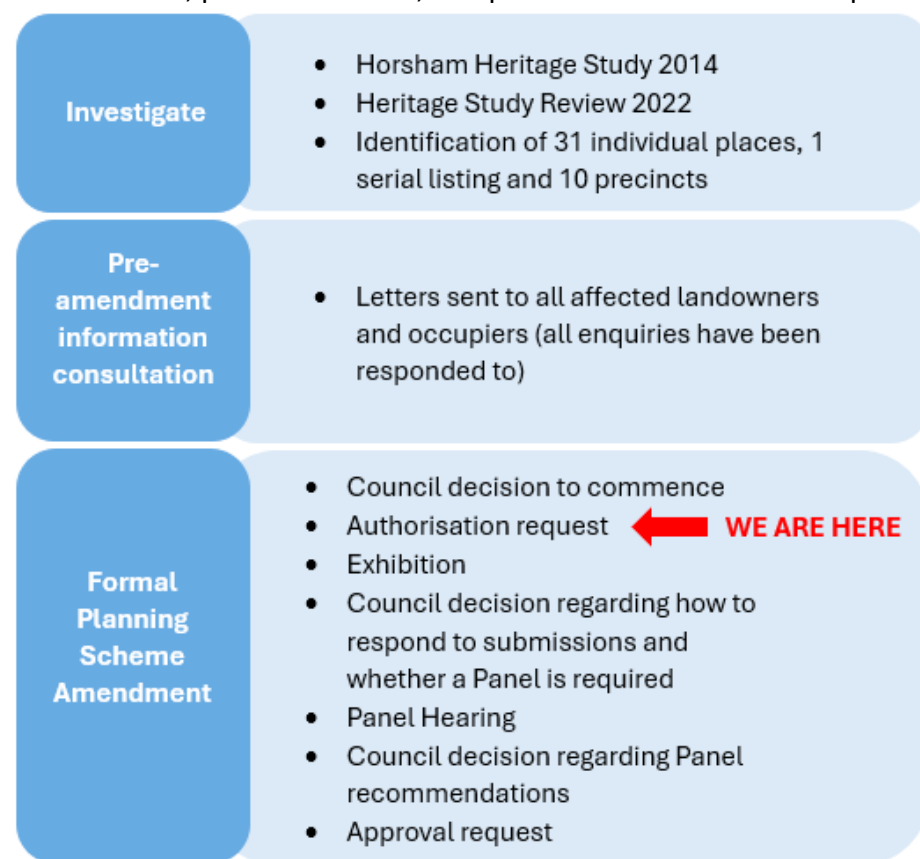 Investigate
• Horsham Heritage Study 2014
• Heritage Study Review 2022
• Identification of 31 individual places, 1
serial listing and 10 precincts
Pre-
amendment
information
consultation
• Letters sent to all affected landowners
and occupiers (all enquiries have been
responded to)
Formal
Planning
Scheme
Amendment
• Council decision to commence
• Authorisation request WE ARE HERE
• Exhibition
• Council decision regarding how to
respond to submissions and
whether a Panel is required
• Panel Hearing
• Council decision regarding Panel
recommendations
• Approval request